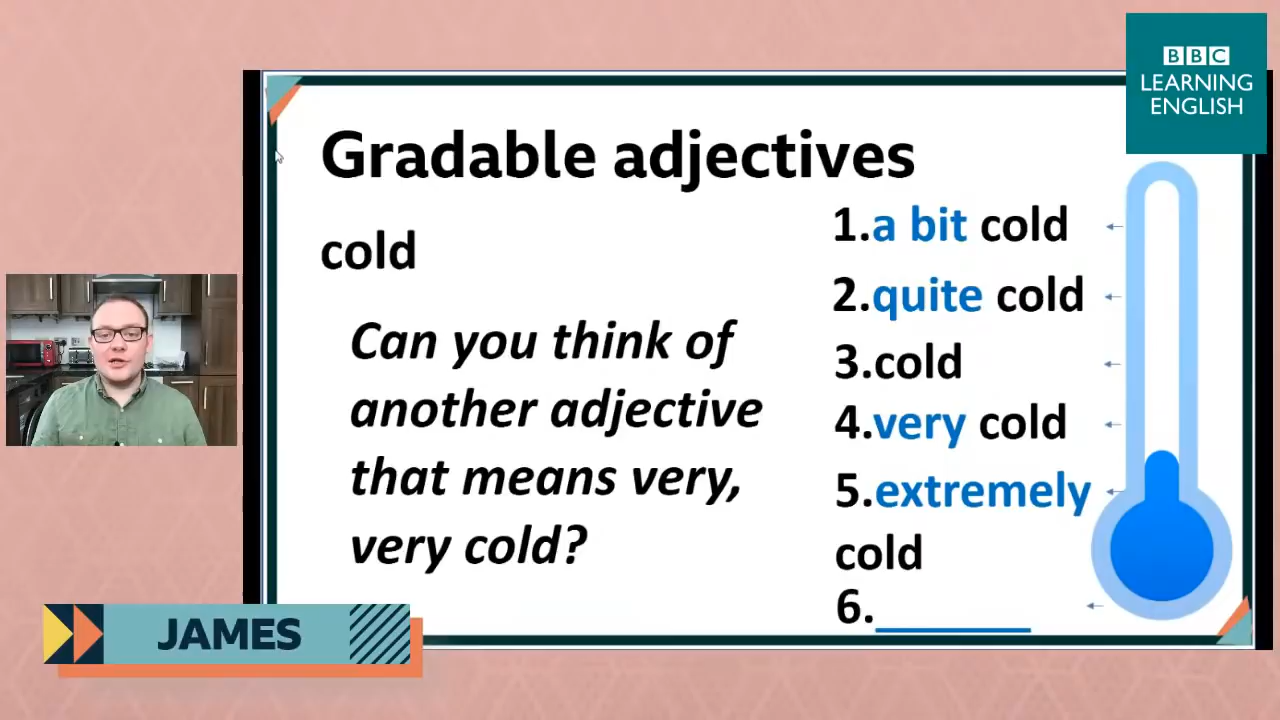 BBC
LEARNING
ENGLISH
Gradable adjectives
cold
Can you think of
another adjective
that means very,
very cold?
1.a bit cold
2.quite cold
3.cold
4.very cold
5.extremely
cold
6.
JAMES